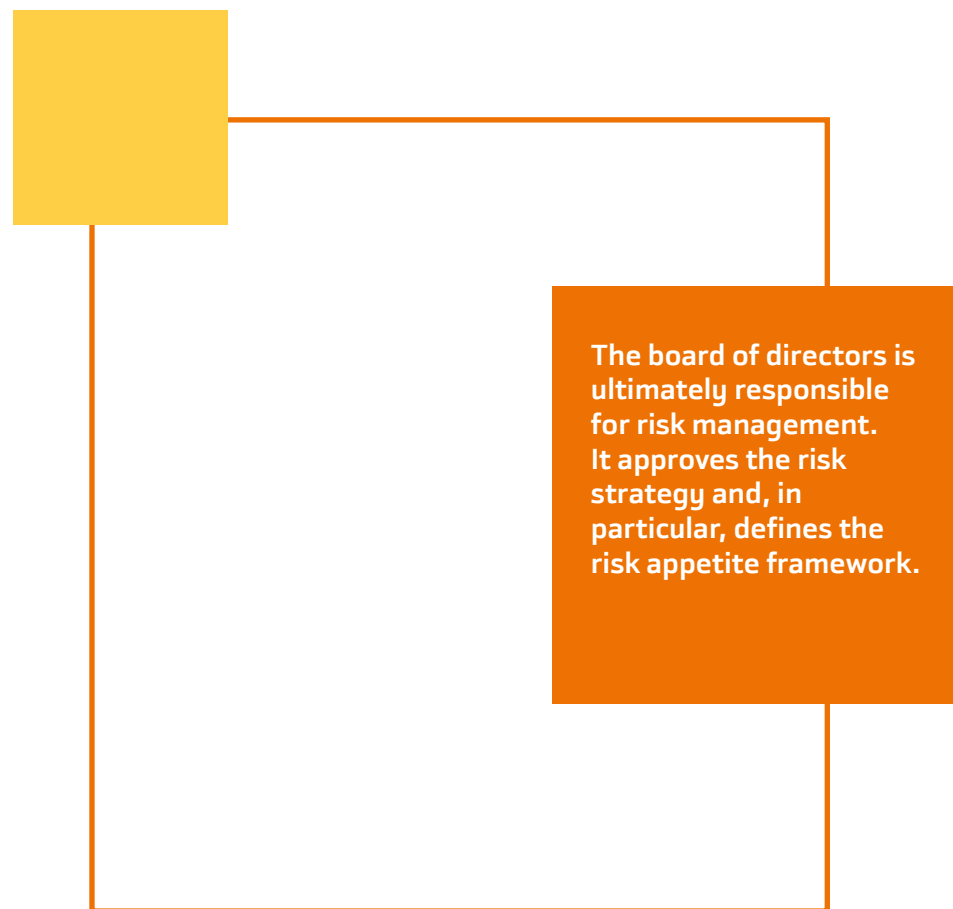 The board of directors is
ultimately responsible
for risk management.
It approves the risk
strategy and, in
particular, defines the
risk appetite framework.